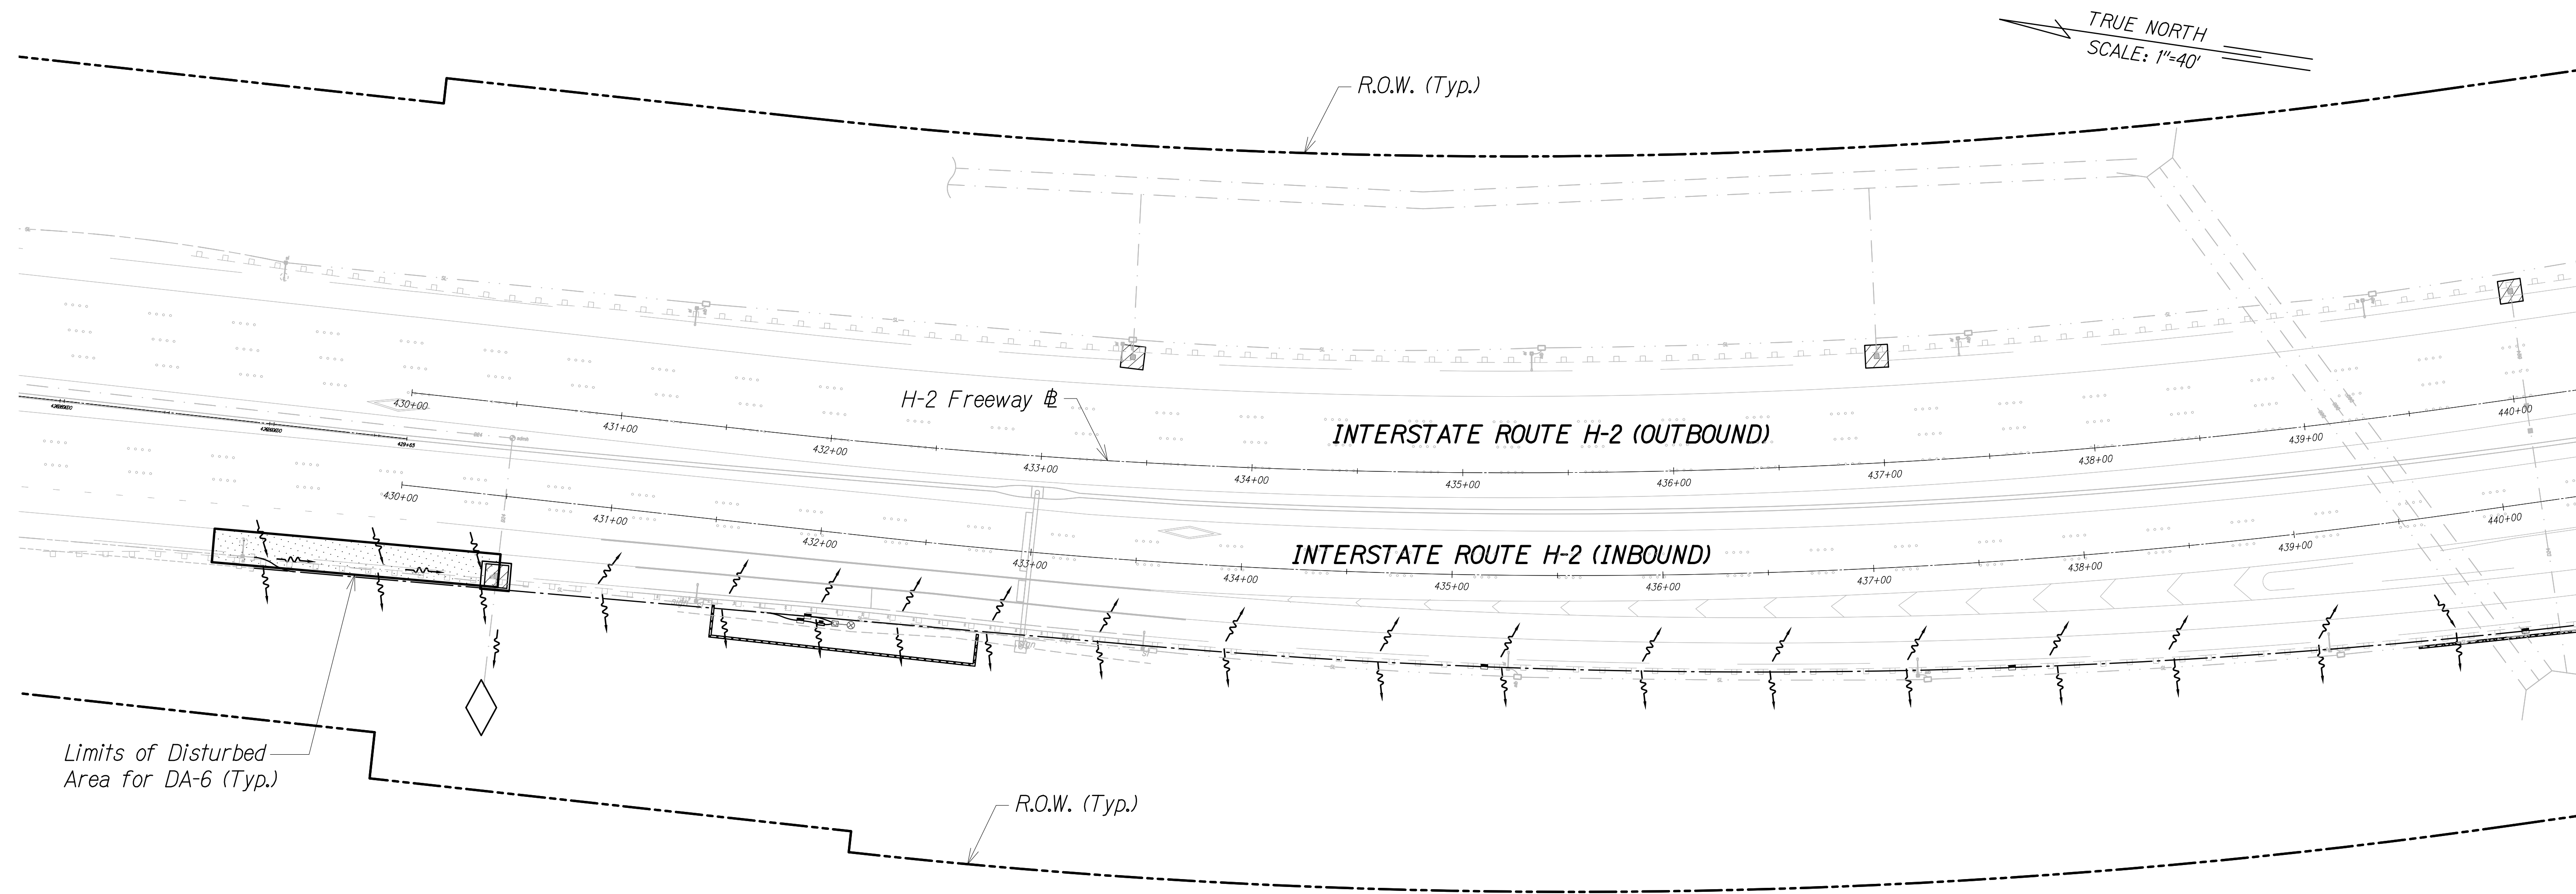 TRUE NORTH
SCALE: 1"=40'
R.O.W. (Typ.)
H-2 Freeway
430+00
431+00
432+00
433+00
434+00
435+00
436+00
437+00
438+00
439+00
440+00
INTERSTATE ROUTE H-2 (OUTBOUND)
429+65
430+00
431+00
432+00
433+00
434+00
435+00
436+00
437+00
438+00
439+00
440+00
INTERSTATE ROUTE H-2 (INBOUND)
Limits of Disturbed
Area for DA-6 (Typ.)
R.O.W. (Typ.)